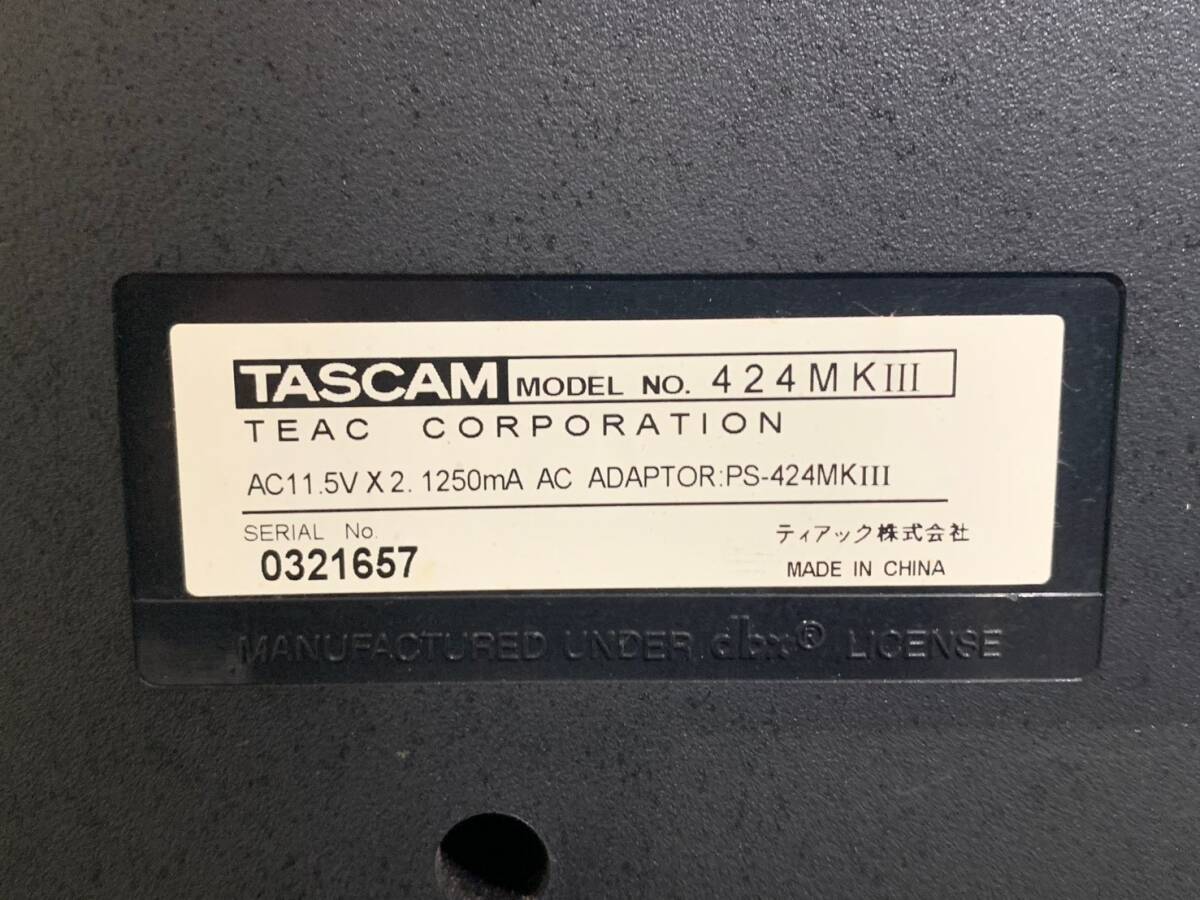 TASCAM MODEL NO. 424MKIII
TEAC CORPORATION
AC11.5V X 2. 1250mA AC ADAPTOR:PS-424MKIII
SERIAL No.
ティアック株式会社
0321657
MADE IN CHINA
MANUFACTURED UNDER dbx® LICENSE